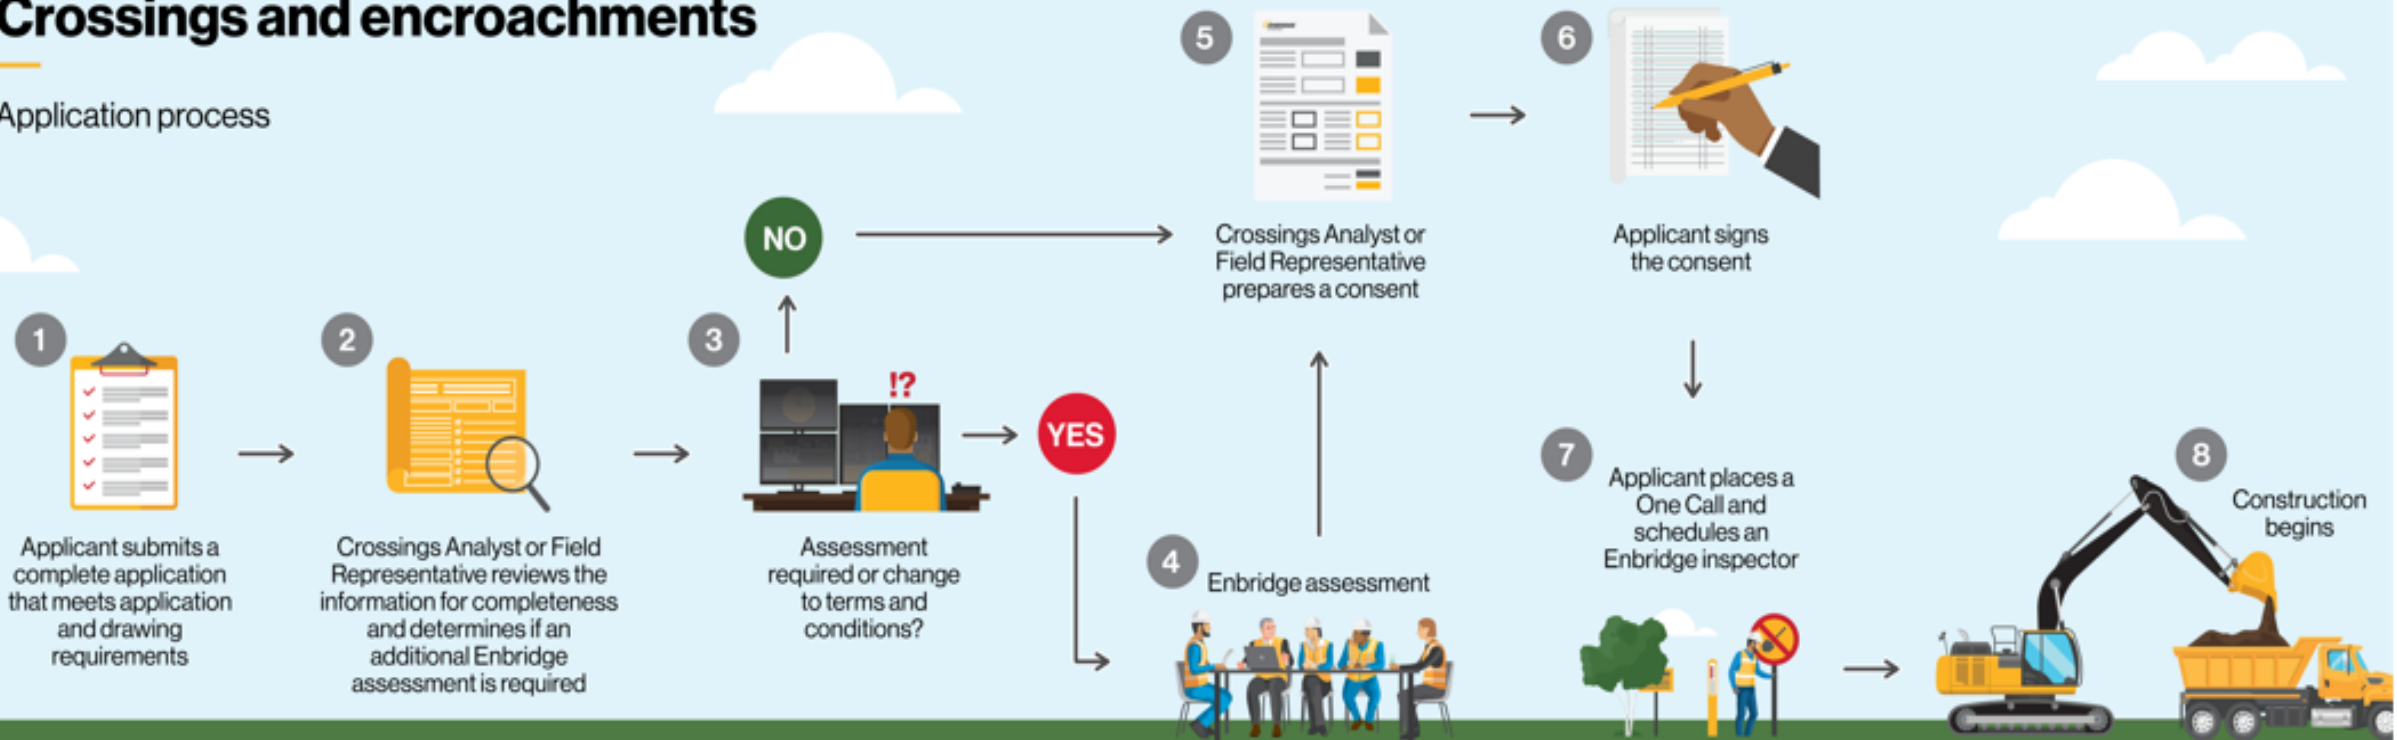 Crossings and encroachments
Application process
1
Applicant submits a
complete application
that meets application
and drawing
requirements
2
Crossings Analyst or Field
Representative reviews the
information for completeness
and determines if an
additional Enbridge
assessment is required
3
!?
Assessment
required or change
to terms and
conditions?
NO
YES
4
Enbridge assessment
5
Crossings Analyst or
Field Representative
prepares a consent
6
Applicant signs
the consent
7
Applicant places a
One Call and
schedules an
Enbridge inspector
8
Construction
begins